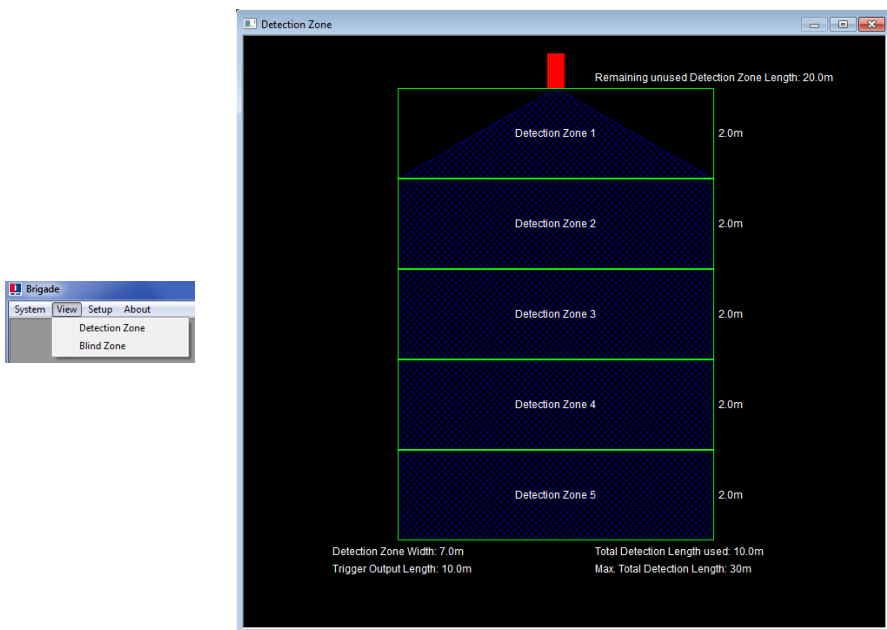 Brigade
System View Setup About
Detection Zone
Blind Zone
Detection Zone
Remaining unused Detection Zone Length: 20.0m
Detection Zone 1 2.0m
Detection Zone 2 2.0m
Detection Zone 3 2.0m
Detection Zone 4 2.0m
Detection Zone 5 2.0m
Detection Zone Width: 7.0m Total Detection Length used: 10.0m
Trigger Output Length: 10.0m Max. Total Detection Length: 30m